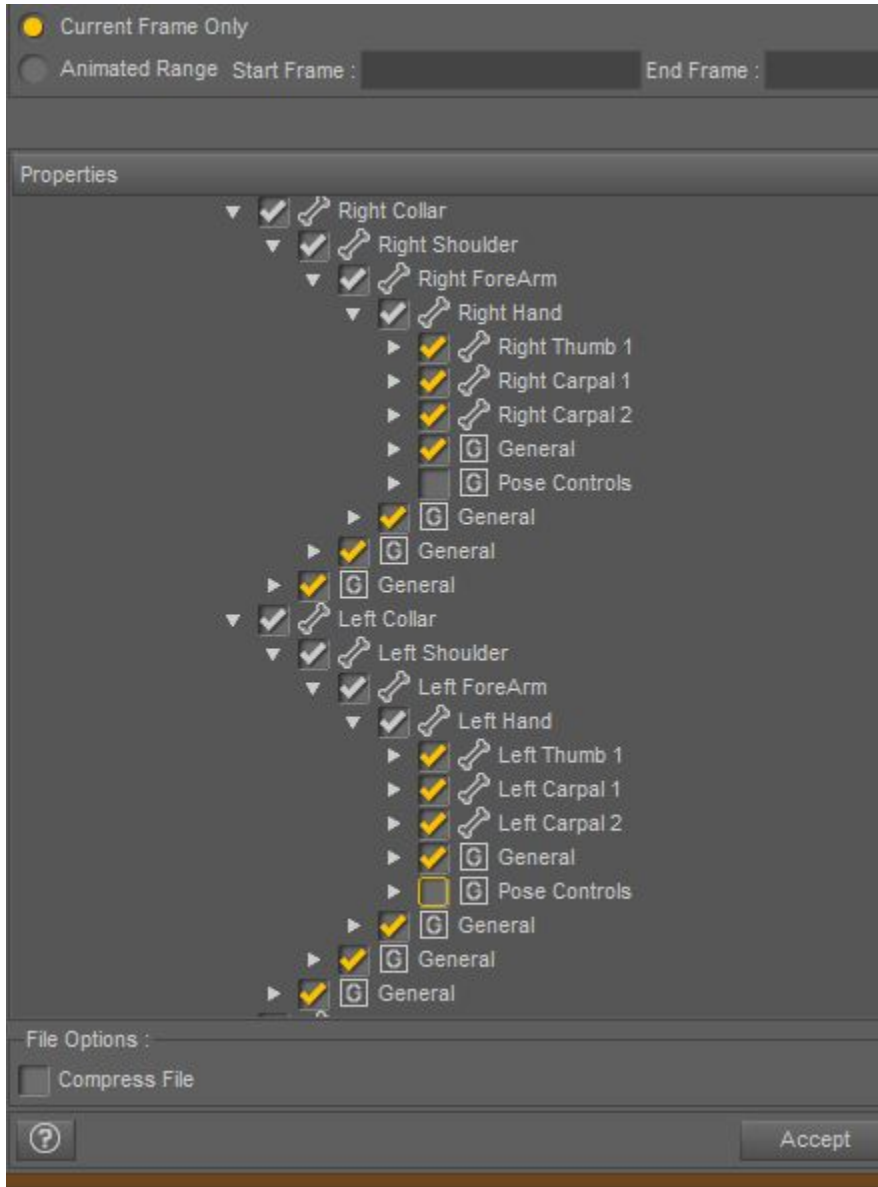 Current Frame Only
Animated Range Start Frame : End Frame :
Properties
Right Collar
Right Shoulder
Right ForeArm
Right Hand
Right Thumb 1
Right Carpal 1
Right Carpal 2
G General
G Pose Controls
G General
G General
G General
Left Collar
Left Shoulder
Left ForeArm
Left Hand
Left Thumb 1
Left Carpal 1
Left Carpal 2
G General
G Pose Controls
G General
G General
G General
File Options :
Compress File
? Accept